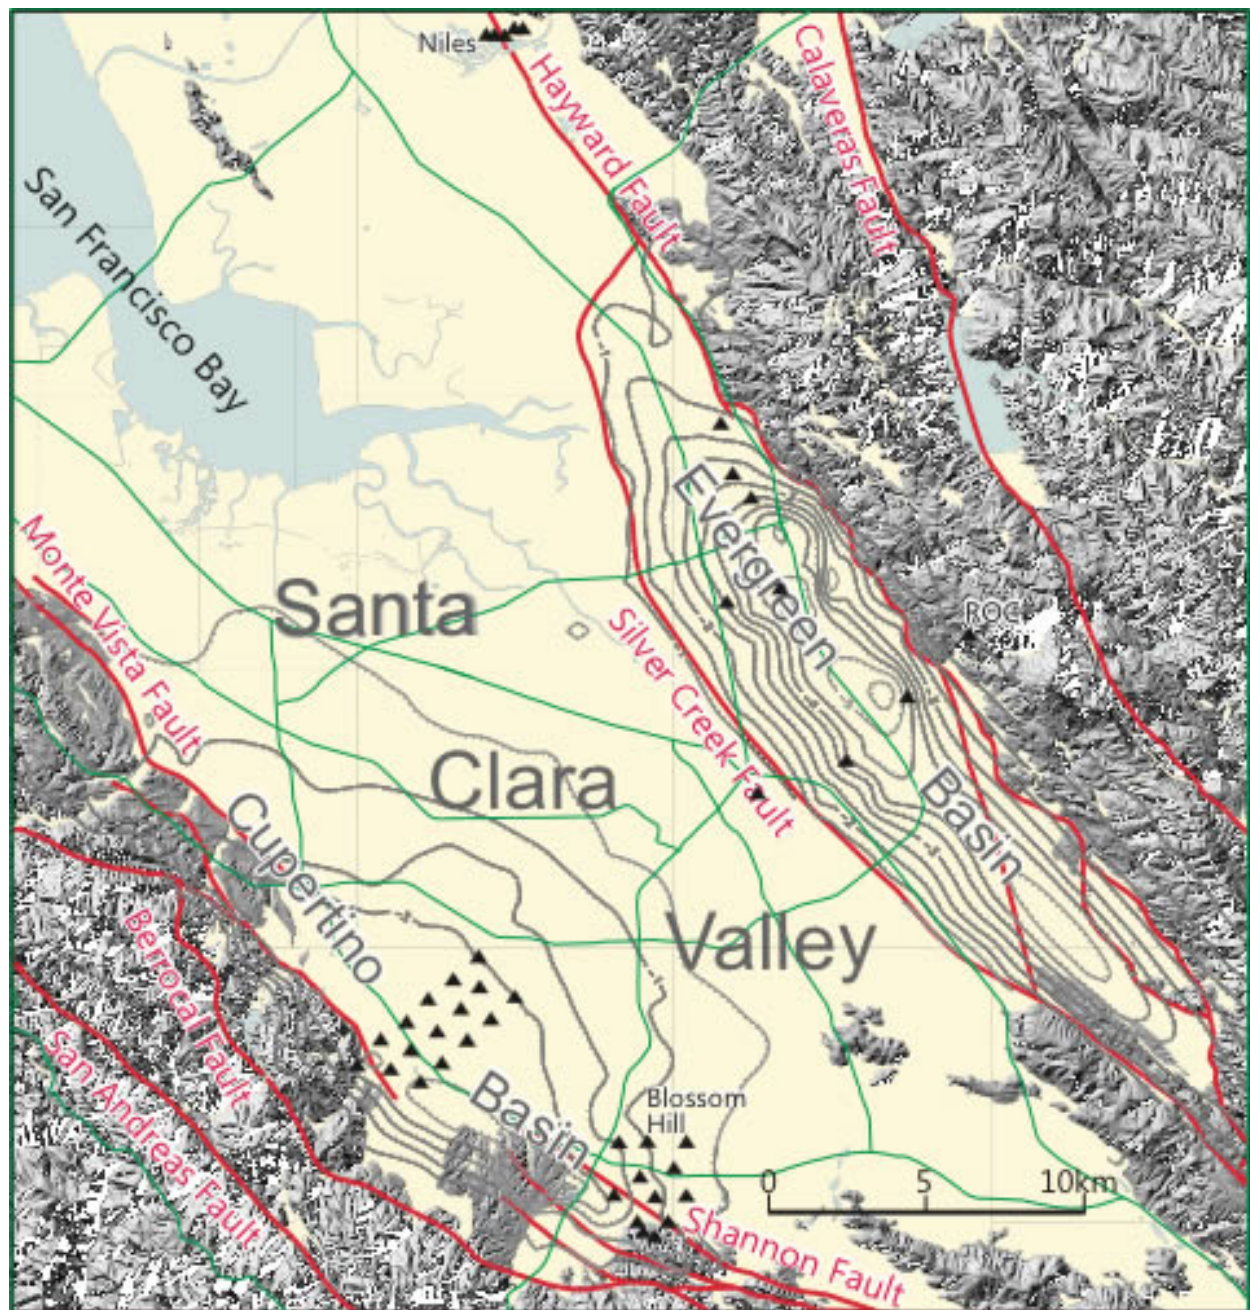 Niles
Hayward Fault
Calaveras Fault
San Francisco Bay
Evergreen
Basin
Monte Vista Fault
Santa
Clara
Valley
Silver Creek Fault
ROC
Cupertino
Basin
Berrocal Fault
San Andreas Fault
Blossom
Hill
0 5 10km
Shannon Fault